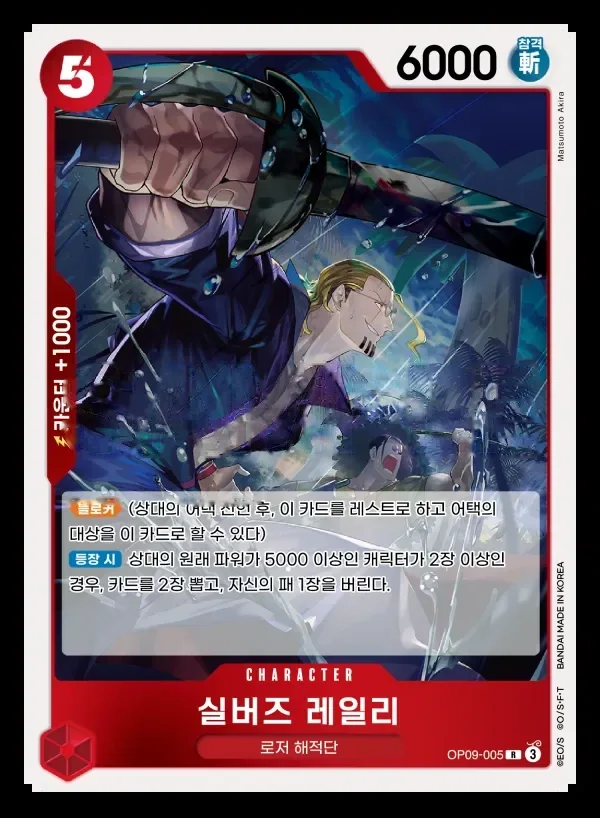 5
6000
참격
斬
Matsumoto Akira
카운터 +1000
블로커 (상대의 어택 선언 후, 이 카드를 레스트로 하고 어택의
대상을 이 카드로 할 수 있다)
등장 시 상대의 원래 파워가 5000 이상인 캐릭터가 2장 이상인
경우, 카드를 2장 뽑고, 자신의 패 1장을 버린다.
CHARACTER
실버즈 레일리
로저 해적단
OP09-005 R 3
©EO/S ©O/S·F·T BANDAI MADE IN KOREA